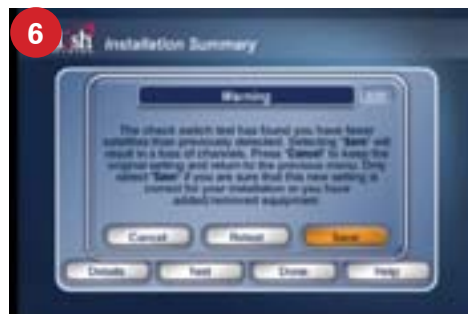 6
ish Installation Summary
Warning
The check switch test has found you have fewer
satellites than previously detected. Selecting "Save" will
result in a loss of channels. Press "Cancel" to keep the
original setting and return to the previous menu. Only
select "Save" if you are sure that this new setting is
correct for your installation or you have
added/removed equipment.
Cancel Retest Save
Details Test Done Help